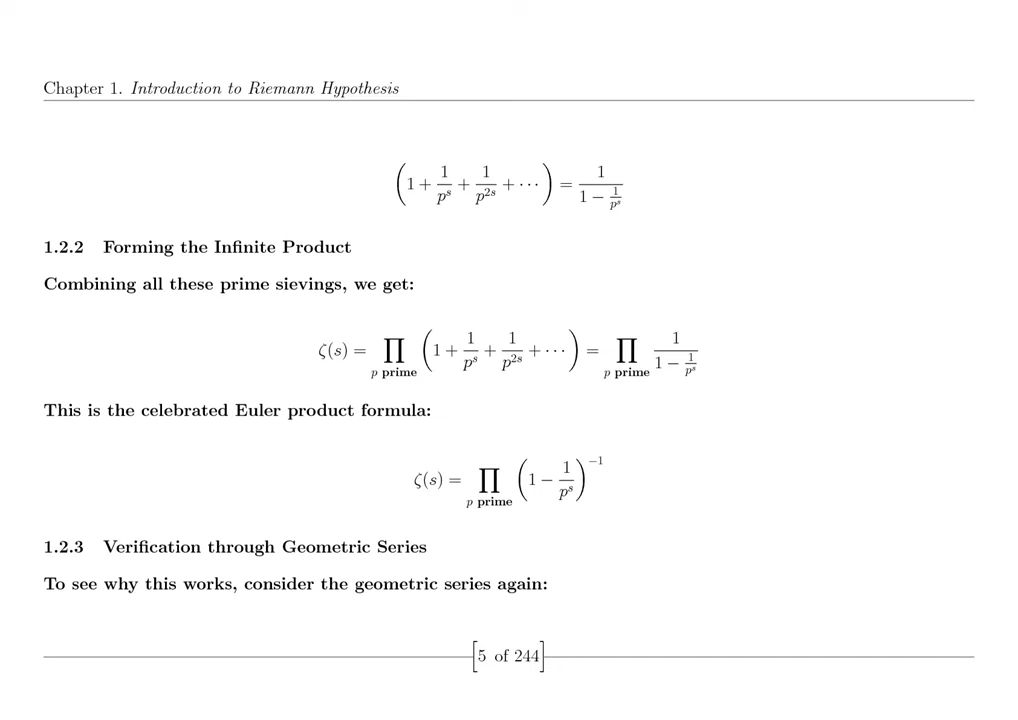 Chapter 1. Introduction to Riemann Hypothesis
(1 + 1/p^s + 1/p^{2s} + ···) = 1/(1 − 1/p^s)
1.2.2 Forming the Infinite Product
Combining all these prime sievings, we get:
ζ(s) = ∏_{p prime} (1 + 1/p^s + 1/p^{2s} + ···) = ∏_{p prime} 1/(1 − 1/p^s)
This is the celebrated Euler product formula:
ζ(s) = ∏_{p prime} (1 − 1/p^s)^{−1}
1.2.3 Verification through Geometric Series
To see why this works, consider the geometric series again:
[5 of 244]